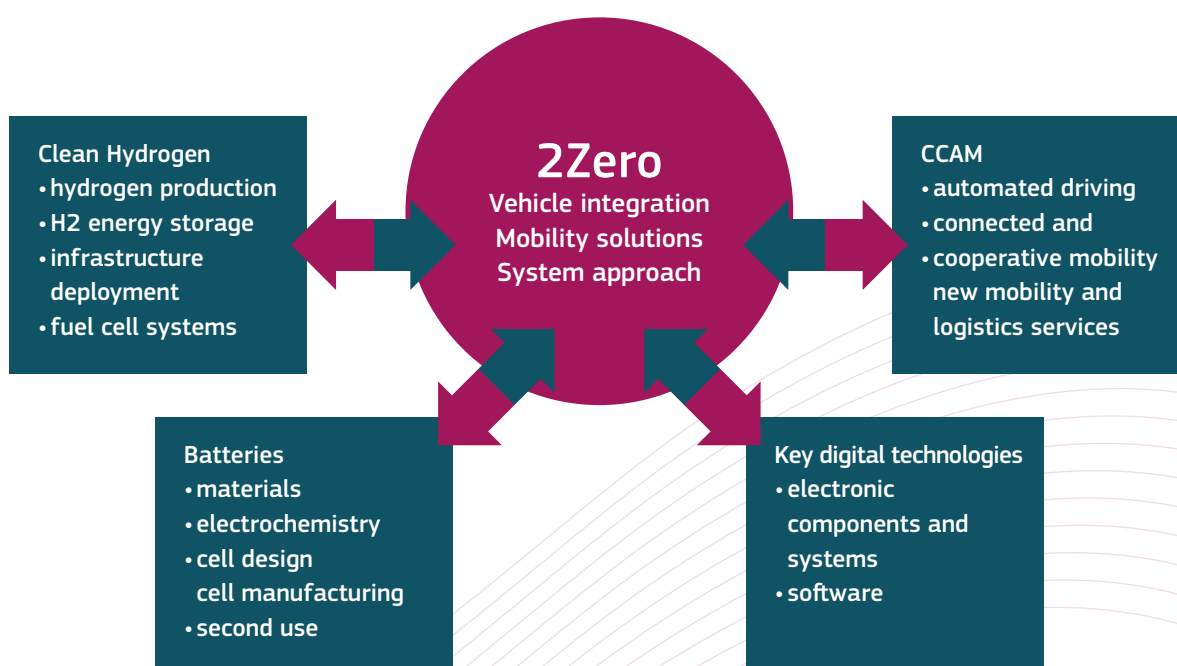 2Zero
Vehicle integration
Mobility solutions
System approach
Clean Hydrogen
• hydrogen production
• H2 energy storage
• infrastructure
deployment
• fuel cell systems
CCAM
• automated driving
• connected and
• cooperative mobility
new mobility and
logistics services
Batteries
• materials
• electrochemistry
• cell design
cell manufacturing
• second use
Key digital technologies
• electronic
components and
systems
• software